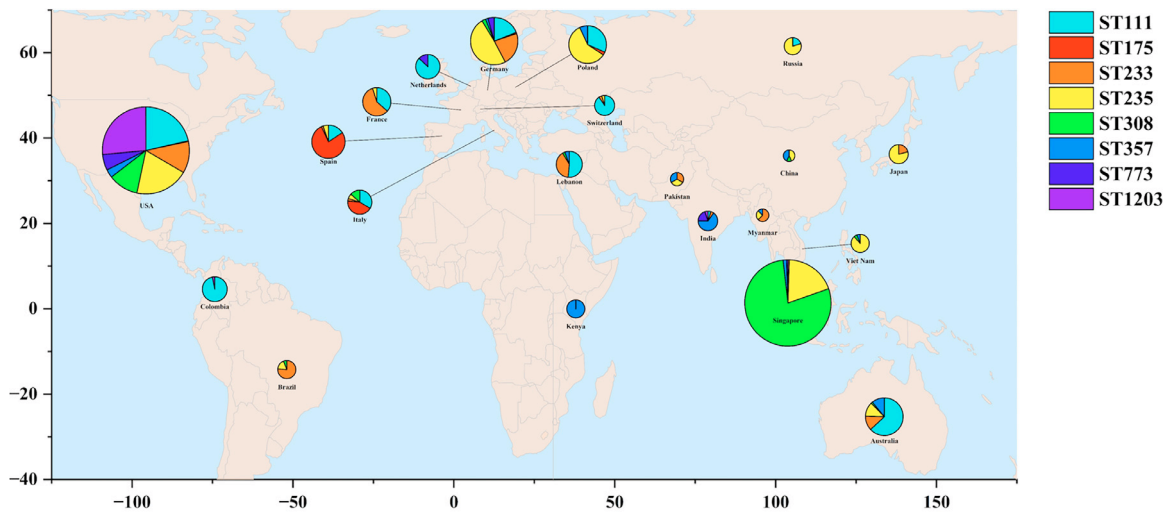 60
40
20
0
−20
−40
−100
−50
0
50
100
150
Germany
Poland
Russia
Netherlands
France
Switzerland
Spain
Lebanon
China
Japan
Pakistan
USA
Italy
India
Myanmar
Viet Nam
Colombia
Kenya
Singapore
Brazil
Australia
ST111
ST175
ST233
ST235
ST308
ST357
ST773
ST1203